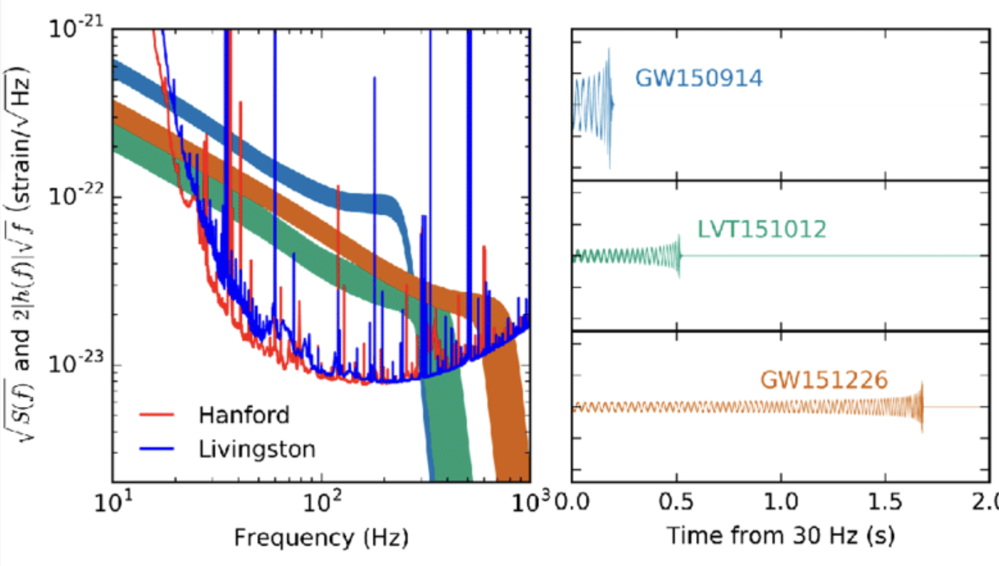 10⁻²¹
10⁻²²
10⁻²³
√S(f) and 2|h(f)|√f (strain/√Hz)
Hanford
Livingston
10¹ 10² 10³
Frequency (Hz)
GW150914
LVT151012
GW151226
0.0 0.5 1.0 1.5 2.0
Time from 30 Hz (s)